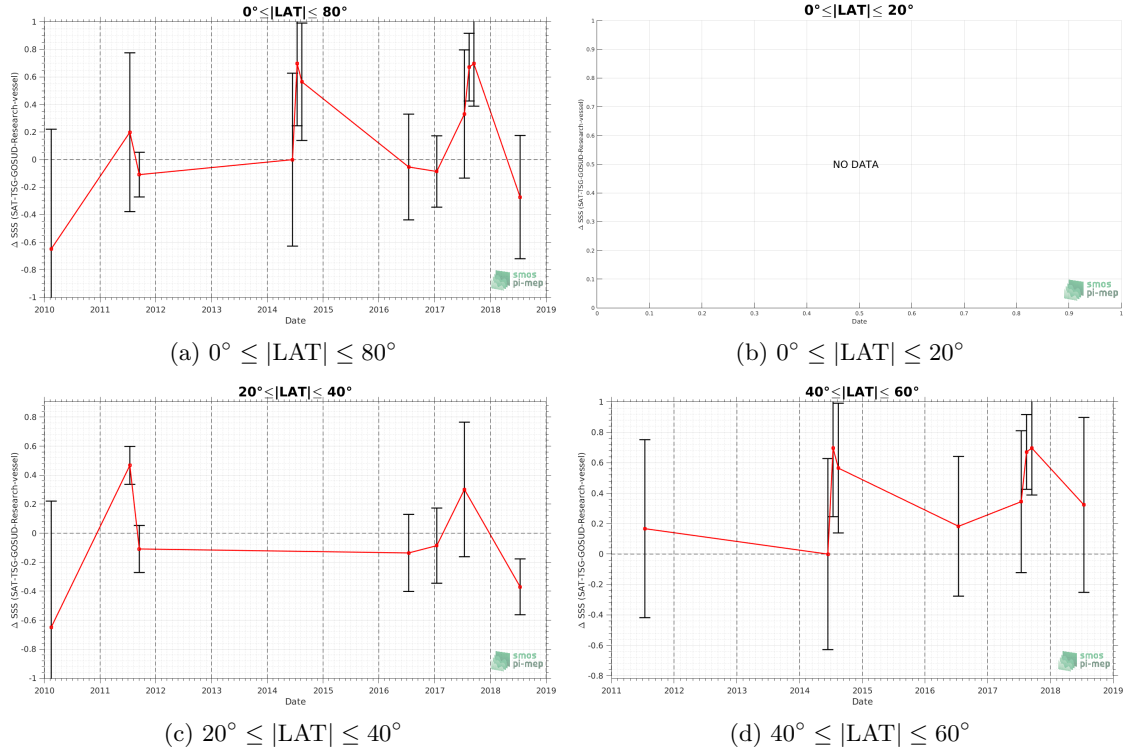 0°≤|LAT|≤ 80°
Δ SSS (SAT-TSG-GOSUD-Research-vessel)
1
0.8
0.6
0.4
0.2
0
-0.2
-0.4
-0.6
-0.8
-1
2010 2011 2012 2013 2014 2015 2016 2017 2018 2019
Date
smos
pi-mep
(a) 0° ≤ |LAT| ≤ 80°
0°≤|LAT|≤ 20°
Δ SSS (SAT-TSG-GOSUD-Research-vessel)
1
0.9
0.8
0.7
0.6
0.5
0.4
0.3
0.2
0.1
0
NO DATA
0 0.1 0.2 0.3 0.4 0.5 0.6 0.7 0.8 0.9 1
Date
smos
pi-mep
(b) 0° ≤ |LAT| ≤ 20°
20°≤|LAT|≤ 40°
Δ SSS (SAT-TSG-GOSUD-Research-vessel)
0.8
0.6
0.4
0.2
0
-0.2
-0.4
-0.6
-0.8
-1
2010 2011 2012 2013 2014 2015 2016 2017 2018 2019
Date
smos
pi-mep
(c) 20° ≤ |LAT| ≤ 40°
40°≤|LAT|≤ 60°
Δ SSS (SAT-TSG-GOSUD-Research-vessel)
1
0.8
0.6
0.4
0.2
0
-0.2
-0.4
-0.6
-0.8
2011 2012 2013 2014 2015 2016 2017 2018 2019
Date
smos
pi-mep
(d) 40° ≤ |LAT| ≤ 60°